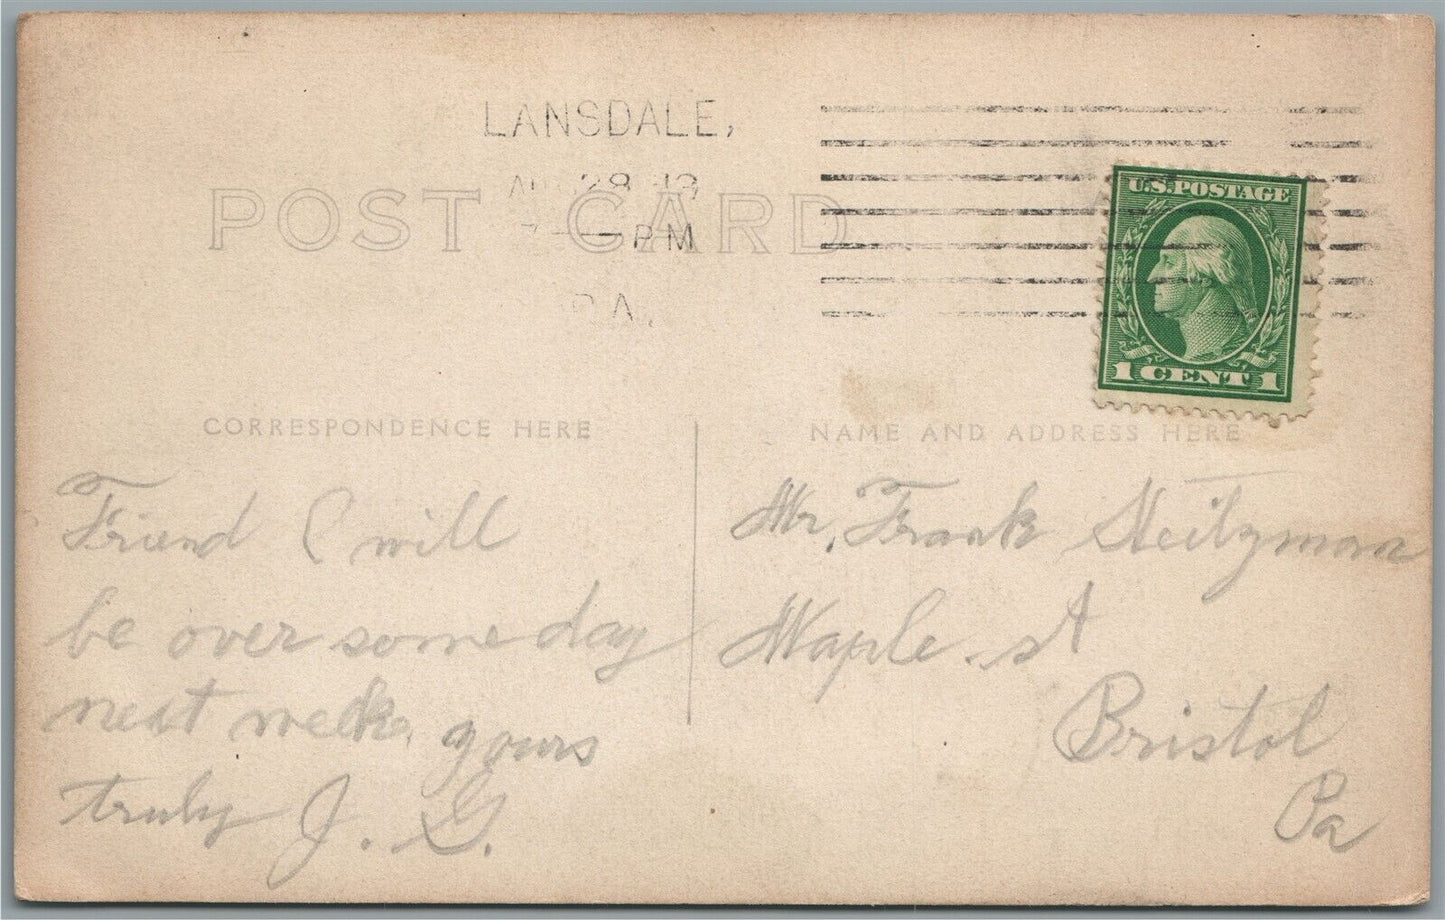 LANSDALE,
28
PM
POST CARD
U.S. POSTAGE
1 CENT 1
CORRESPONDENCE HERE
NAME AND ADDRESS HERE
Friend I will
be over some day
next week, yours
truly J. G.
Mr, Frank Heitzman
Maple st
Bristol
Pa